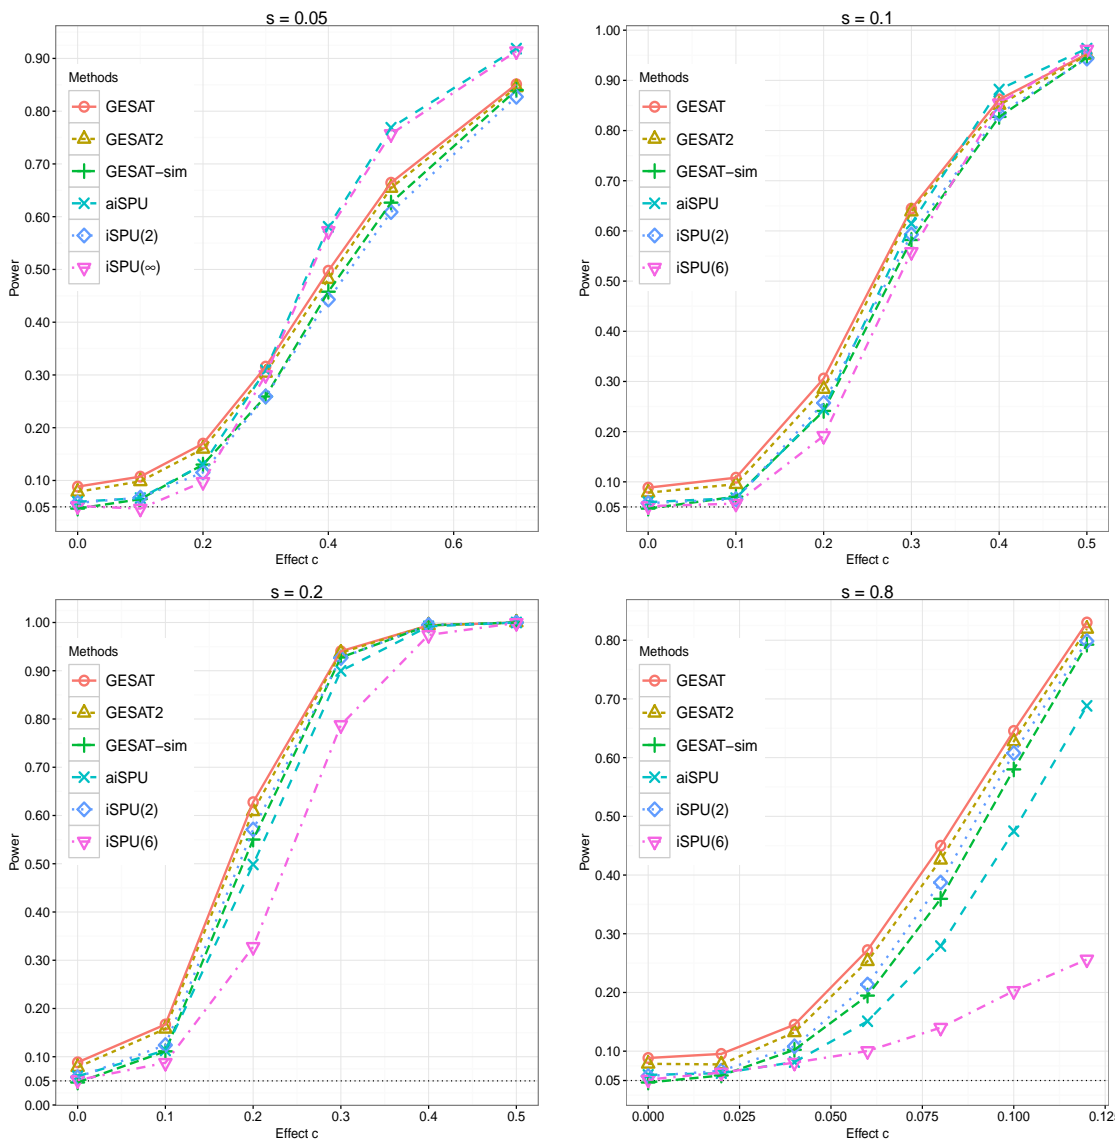 s = 0.05
0.90
0.80
0.70
0.60
0.50
0.40
0.30
0.20
0.10
0.05
Power
Methods
GESAT
GESAT2
GESAT−sim
aiSPU
iSPU(2)
iSPU(∞)
0.0
0.2
0.4
0.6
Effect c
s = 0.1
1.00
0.90
0.80
0.70
0.60
0.50
0.40
0.30
0.20
0.10
0.05
Power
Methods
GESAT
GESAT2
GESAT−sim
aiSPU
iSPU(2)
iSPU(6)
0.0
0.1
0.2
0.3
0.4
0.5
Effect c
s = 0.2
1.00
0.90
0.80
0.70
0.60
0.50
0.40
0.30
0.20
0.10
0.05
0.00
Power
Methods
GESAT
GESAT2
GESAT−sim
aiSPU
iSPU(2)
iSPU(6)
0.0
0.1
0.2
0.3
0.4
0.5
Effect c
s = 0.8
0.80
0.70
0.60
0.50
0.40
0.30
0.20
0.10
0.05
Power
Methods
GESAT
GESAT2
GESAT−sim
aiSPU
iSPU(2)
iSPU(6)
0.000
0.025
0.050
0.075
0.100
0.12
Effect c